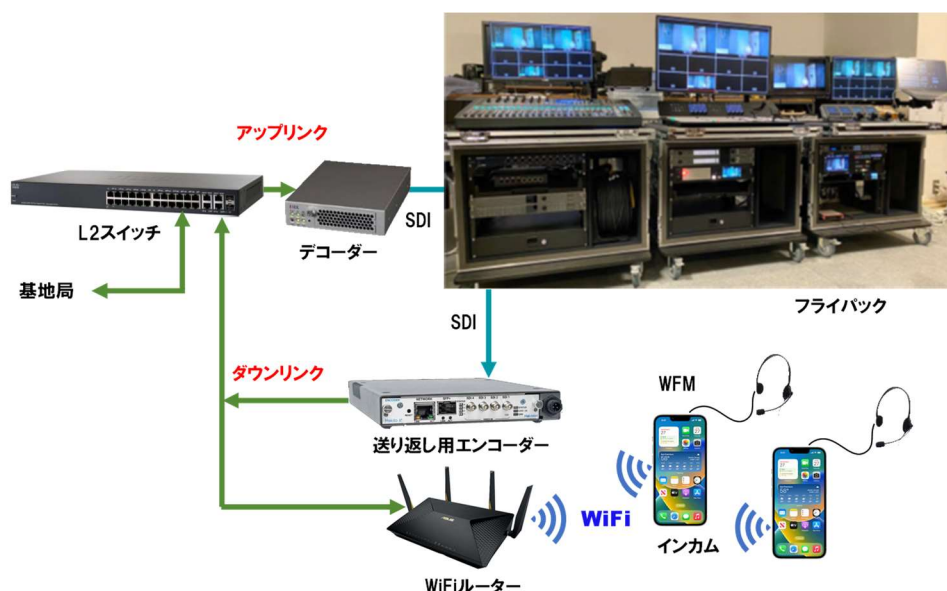 アップリンク
L2スイッチ
デコーダー
SDI
基地局
フライパック
SDI
ダウンリンク
WFM
送り返し用エンコーダー
WiFi
インカム
WiFiルーター